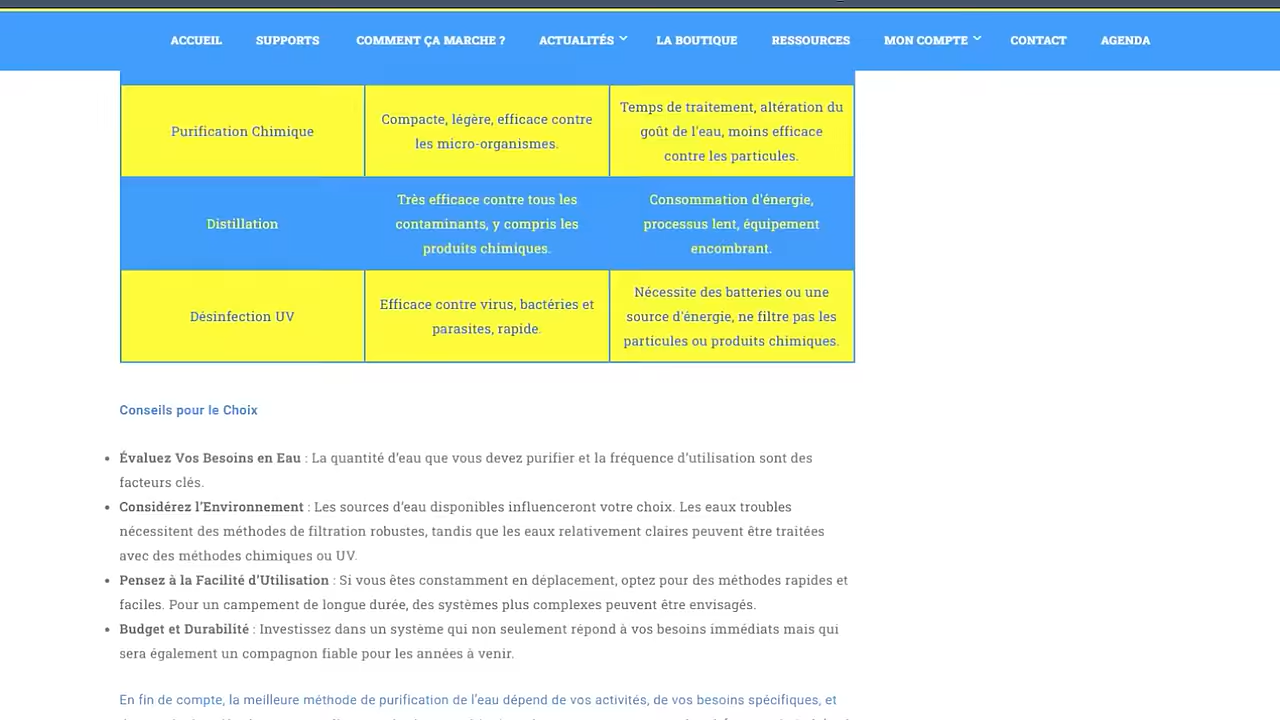 ACCUEIL SUPPORTS COMMENT ÇA MARCHE ? ACTUALITÉS LA BOUTIQUE RESSOURCES MON COMPTE CONTACT AGENDA
Purification Chimique
Compacte, légère, efficace contre
les micro-organismes.
Temps de traitement, altération du
goût de l'eau, moins efficace
contre les particules.
Distillation
Très efficace contre tous les
contaminants, y compris les
produits chimiques.
Consommation d'énergie,
processus lent, équipement
encombrant.
Désinfection UV
Efficace contre virus, bactéries et
parasites, rapide.
Nécessite des batteries ou une
source d'énergie, ne filtre pas les
particules ou produits chimiques.
Conseils pour le Choix
• Évaluez Vos Besoins en Eau : La quantité d'eau que vous devez purifier et la fréquence d'utilisation sont des
facteurs clés.
• Considérez l'Environnement : Les sources d'eau disponibles influenceront votre choix. Les eaux troubles
nécessitent des méthodes de filtration robustes, tandis que les eaux relativement claires peuvent être traitées
avec des méthodes chimiques ou UV.
• Pensez à la Facilité d'Utilisation : Si vous êtes constamment en déplacement, optez pour des méthodes rapides et
faciles. Pour un campement de longue durée, des systèmes plus complexes peuvent être envisagés.
• Budget et Durabilité : Investissez dans un système qui non seulement répond à vos besoins immédiats mais qui
sera également un compagnon fiable pour les années à venir.
En fin de compte, la meilleure méthode de purification de l'eau dépend de vos activités, de vos besoins spécifiques, et